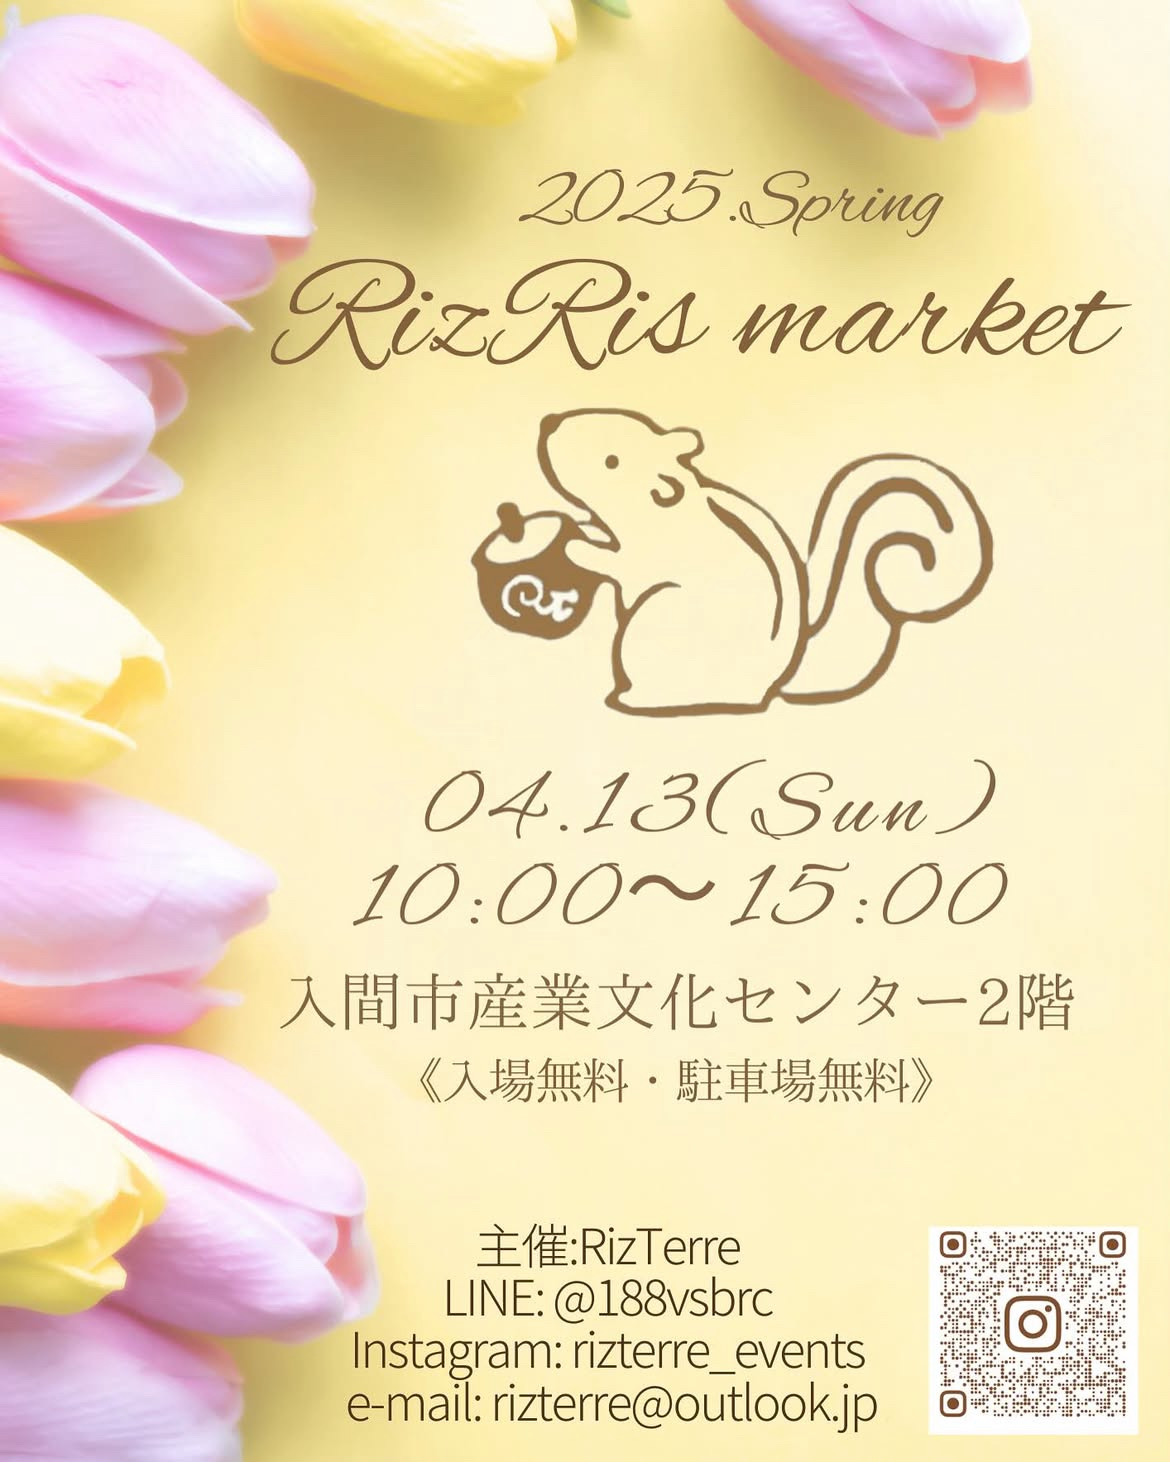 2025.Spring
RizRis market
04.13(Sun)
10:00〜15:00
入間市産業文化センター2階
《入場無料・駐車場無料》
主催:RizTerre
LINE: @188vsbrc
Instagram: rizterre_events
e-mail: rizterre@outlook.jp